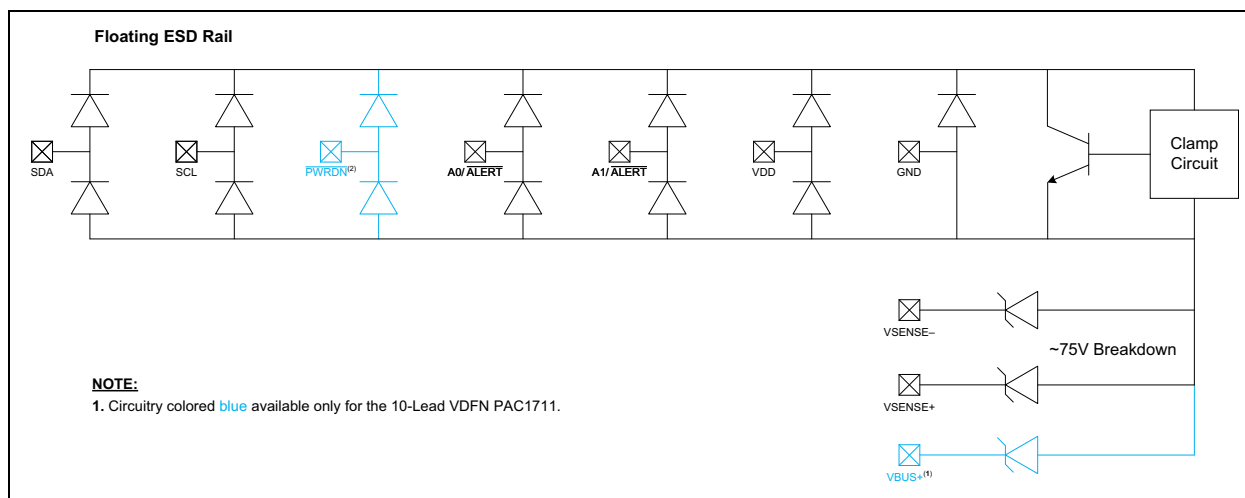 Floating ESD Rail
SDA
SCL
PWRDN(2)
A0/ ALERT
A1/ ALERT
VDD
GND
Clamp
Circuit
VSENSE–
~75V Breakdown
VSENSE+
NOTE:
1. Circuitry colored blue available only for the 10-Lead VDFN PAC1711.
VBUS+(1)